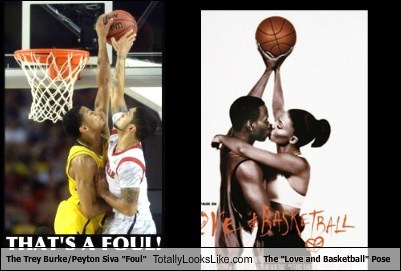 THAT'S A FOUL!
LOVE & BASKETBALL
The Trey Burke/Peyton Siva "Foul"
TotallyLooksLike.com
The "Love and Basketball" Pose